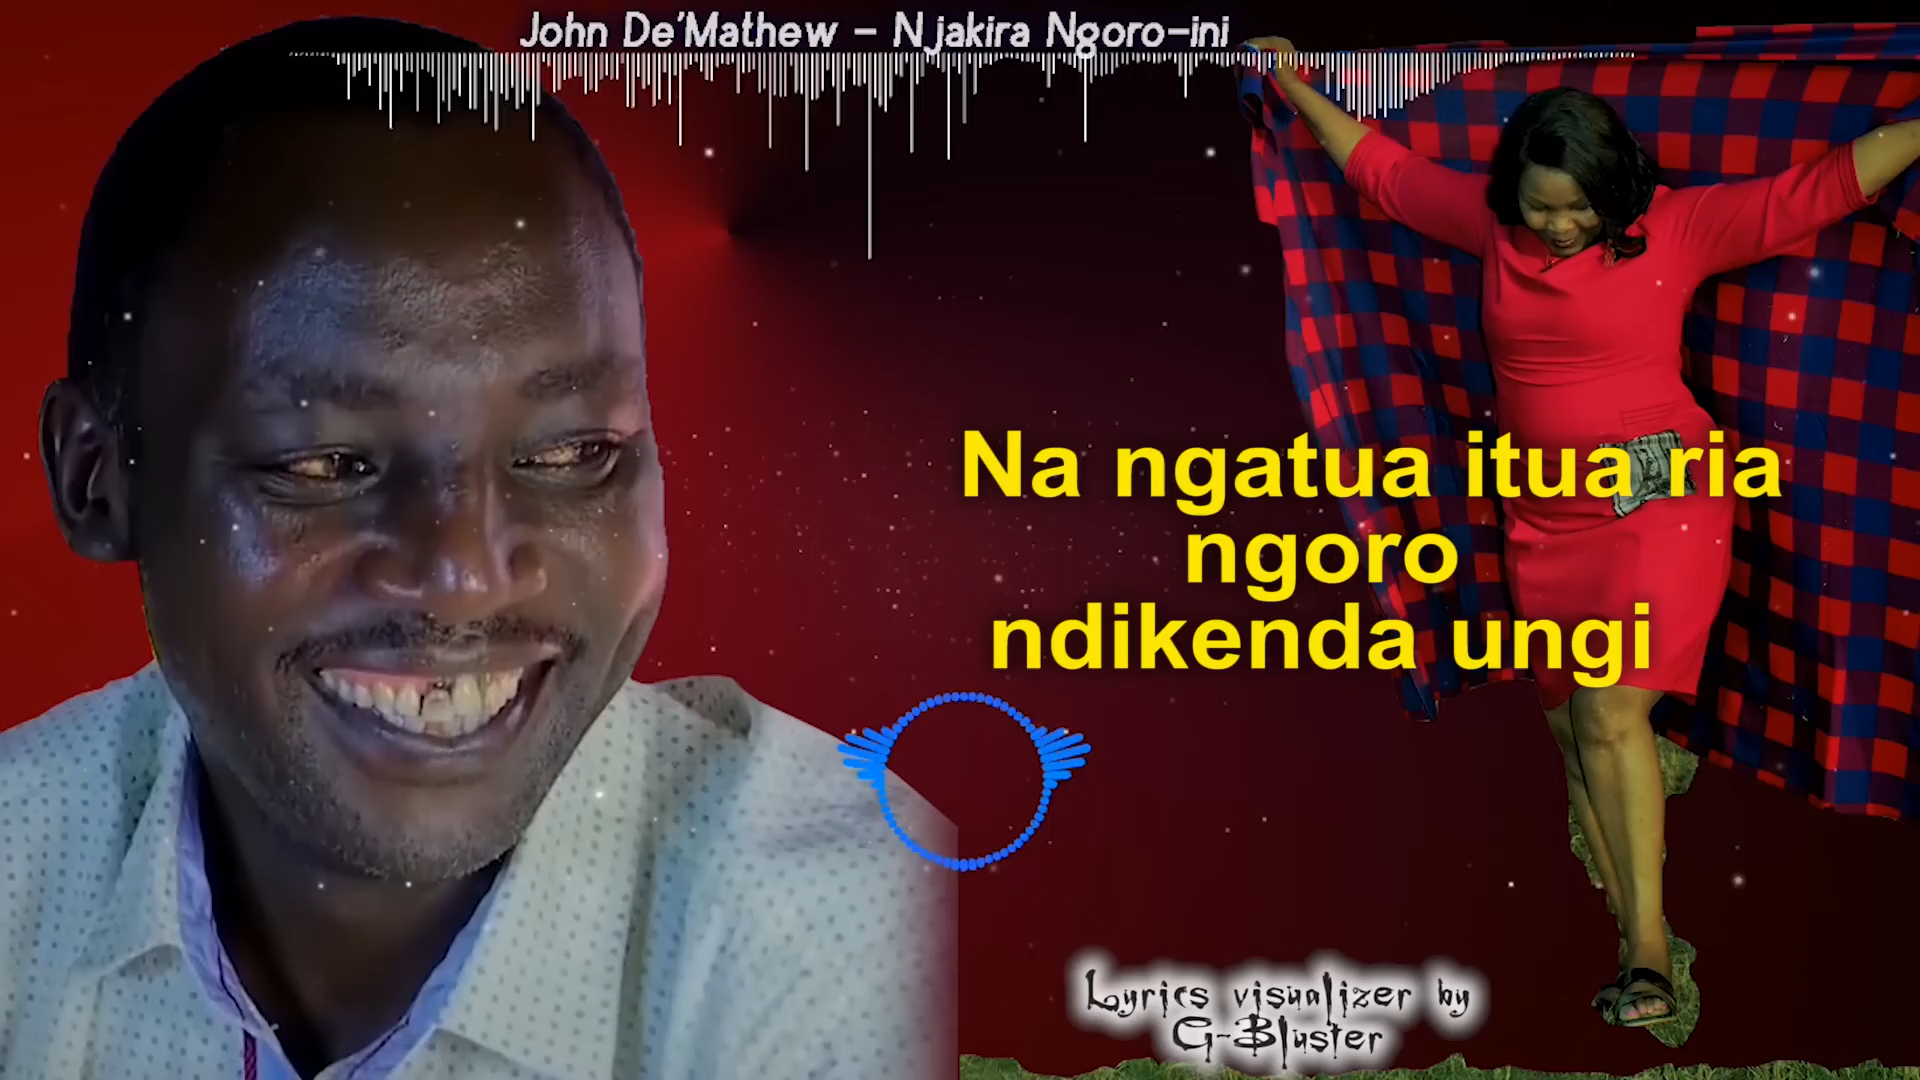 John De'Mathew - Njakira Ngoro-ini
Na ngatua itua ria
ngoro
ndikenda ungi
Lyrics visualizer by
G-Bluster